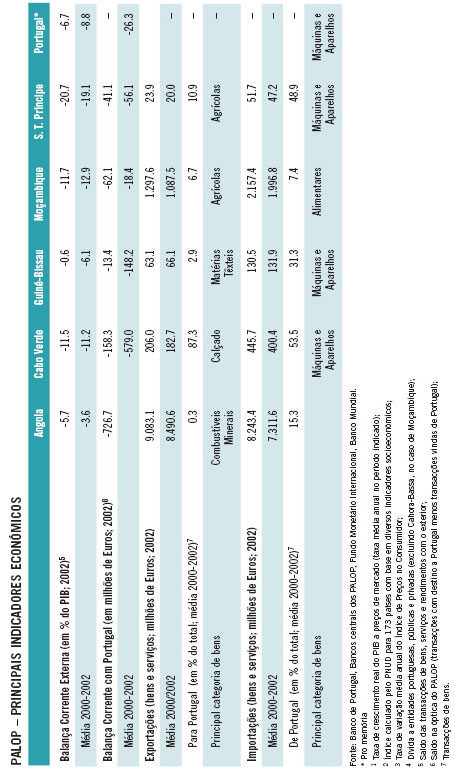 PALOP – PRINCIPAIS INDICADORES ECONÓMICOS
Angola Cabo Verde Guiné-Bissau Moçambique S. T. Príncipe Portugal*
Balança Corrente Externa (em % do PIB; 2002)5 -5.7 -11.5 -0.6 -11.7 -20.7 -6.7
Média 2000-2002 -3.6 -11.2 -6.1 -12.9 -19.1 -8.8
Balança Corrente com Portugal (em milhões de Euros; 2002)6 -726.7 -158.3 -13.4 -62.1 -41.1 –
Média 2000-2002 -579.0 -148.2 -18.4 -56.1 -26.3
Exportações (bens e serviços; milhões de Euros; 2002) 9.083.1 206.0 63.1 1.297.6 23.9 –
Média 2000/2002 8.490.6 182.7 66.1 1.087.5 20.0 –
Para Portugal (em % do total; média 2000-2002)7 0.3 87.3 2.9 6.7 10.9 –
Principal categoria de bens Combustíveis Minerais Calçado Matérias Têxteis Agrícolas Agrícolas Máquinas e Aparelhos
Importações (bens e serviços; milhões de Euros; 2002) 8.243.4 445.7 130.5 2.157.4 51.7 –
Média 2000-2002 7.311.6 400.4 131.9 1.996.8 47.2 –
De Portugal (em % do total; média 2000-2002)7 15.3 53.5 31.3 7.4 48.9 –
Principal categoria de bens Máquinas e Aparelhos Máquinas e Aparelhos Alimentares Máquinas e Aparelhos Máquinas e Aparelhos
Fonte: Banco de Portugal, Bancos centrais dos PALOP, Fundo Monetário Internacional, Banco Mundial.
* Pro memória
1 Taxa de crescimento real do PIB a preços de mercado (taxa média anual no período indicado);
2 Índice calculado pelo PNUD para 173 países com base em diversos indicadores socioeconómicos;
3 Taxa de variação média anual do Índice de Preços no Consumidor;
4 Dívida a entidades portuguesas, públicas e privadas (excluindo Cahora-Bassa, no caso de Moçambique);
5 Saldo das transacções de bens, serviços e rendimentos com o exterior;
6 Saldo na óptica do PALOP (transacções com destino a Portugal menos transacções vindas de Portugal);
7 Transacções de bens.